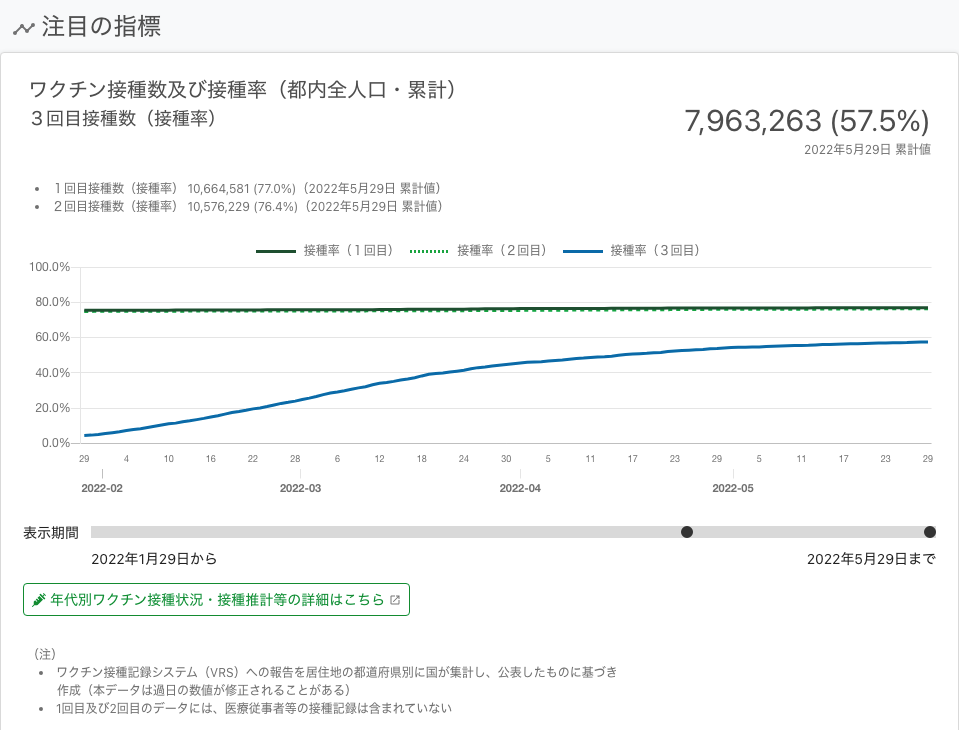 注目の指標
ワクチン接種数及び接種率（都内全人口・累計）
３回目接種数（接種率）
7,963,263 (57.5%)
2022年5月29日 累計値
１回目接種数（接種率） 10,664,581 (77.0%)（2022年5月29日 累計値）
２回目接種数（接種率） 10,576,229 (76.4%)（2022年5月29日 累計値）
接種率（１回目） 接種率（２回目） 接種率（３回目）
100.0%
80.0%
60.0%
40.0%
20.0%
0.0%
29 4 10 16 22 28 6 12 18 24 30 5 11 17 23 29 5 11 17 23 29
2022-02 2022-03 2022-04 2022-05
表示期間
2022年1月29日から 2022年5月29日まで
年代別ワクチン接種状況・接種推計等の詳細はこちら
（注）
ワクチン接種記録システム（VRS）への報告を居住地の都道府県別に国が集計し、公表したものに基づき
作成（本データは過日の数値が修正されることがある）
1回目及び2回目のデータには、医療従事者等の接種記録は含まれていない